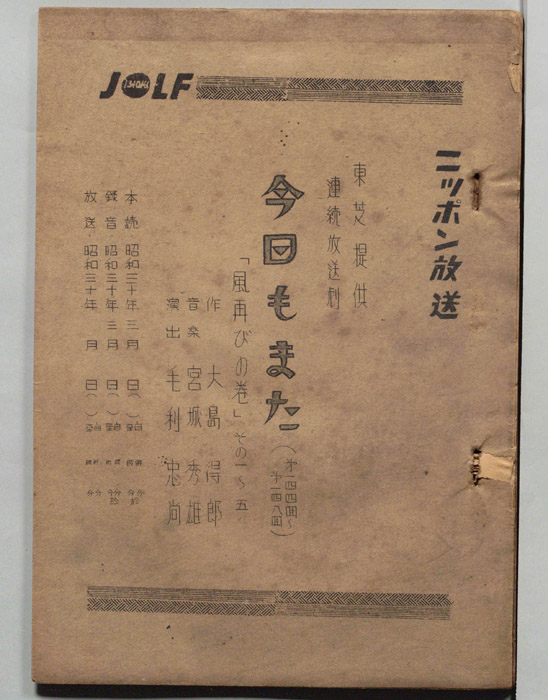 JOLF
1310KC
ニッポン放送
東芝提供
連続放送劇
今日もまた
(第一四四回〜
第一四八回)
「風再びの巻」その一〜五
作 大島得郎
音楽 宮城秀雄
演出 毛利忠尚
本読・昭和三十年三月 日()
録音・昭和三十年三月 日()
放送・昭和三十年 月 日()